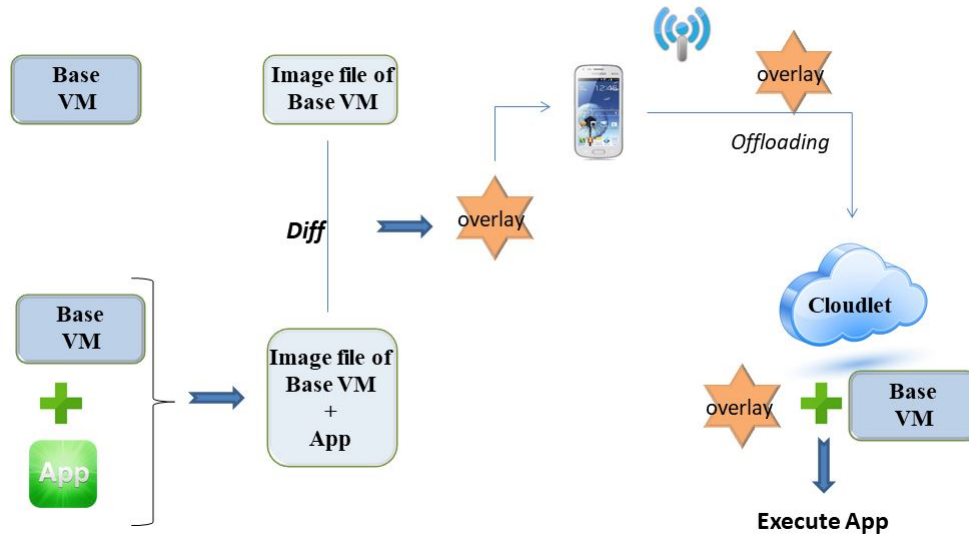 Base
VM
Image file of
Base VM
overlay
Offloading
Diff
overlay
Base
VM
App
Image file of
Base VM
+
App
Cloudlet
overlay
Base
VM
Execute App